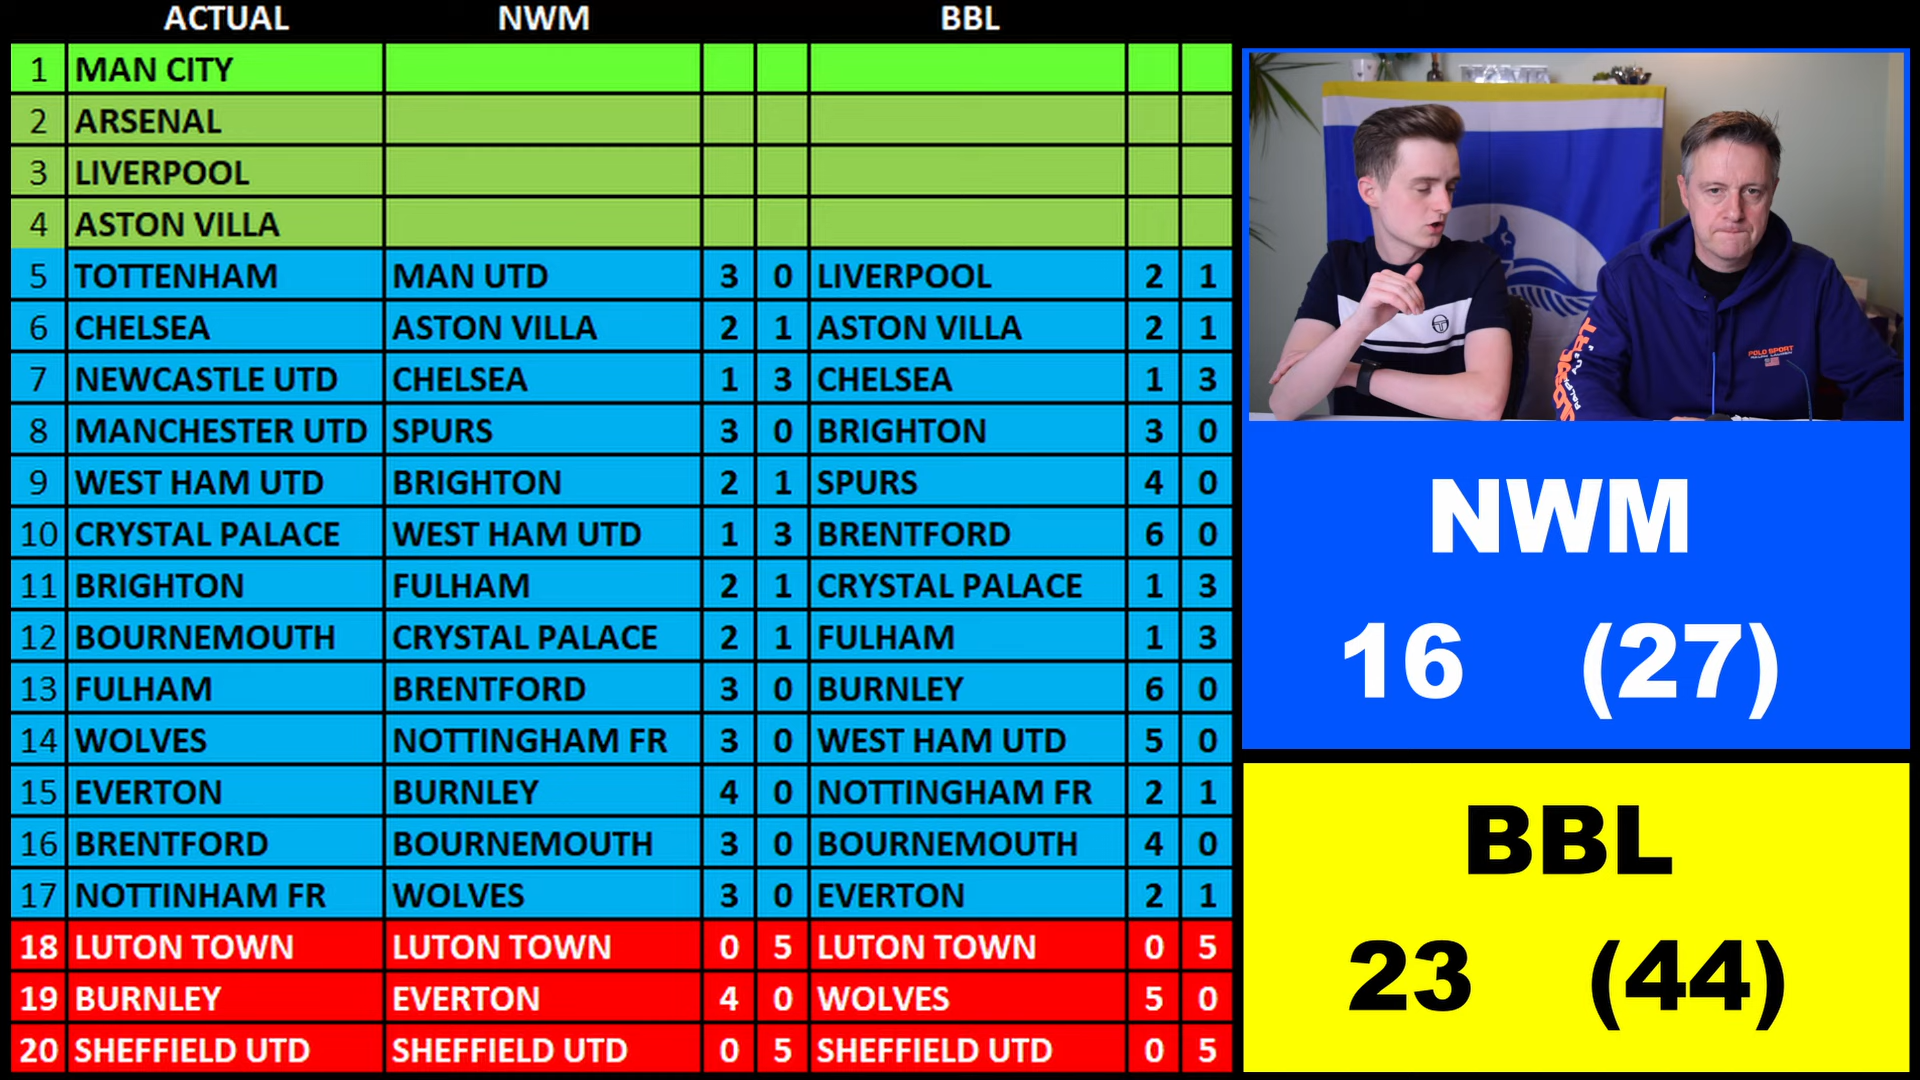 ACTUAL NWM BBL
1 MAN CITY
2 ARSENAL
3 LIVERPOOL
4 ASTON VILLA
5 TOTTENHAM MAN UTD 3 0 LIVERPOOL 2 1
6 CHELSEA ASTON VILLA 2 1 ASTON VILLA 2 1
7 NEWCASTLE UTD CHELSEA 1 3 CHELSEA 1 3
8 MANCHESTER UTD SPURS 3 0 BRIGHTON 3 0
9 WEST HAM UTD BRIGHTON 2 1 SPURS 4 0
10 CRYSTAL PALACE WEST HAM UTD 1 3 BRENTFORD 6 0
11 BRIGHTON FULHAM 2 1 CRYSTAL PALACE 1 3
12 BOURNEMOUTH CRYSTAL PALACE 2 1 FULHAM 1 3
13 FULHAM BRENTFORD 3 0 BURNLEY 6 0
14 WOLVES NOTTINGHAM FR 3 0 WEST HAM UTD 5 0
15 EVERTON BURNLEY 4 0 NOTTINGHAM FR 2 1
16 BRENTFORD BOURNEMOUTH 3 0 BOURNEMOUTH 4 0
17 NOTTINHAM FR WOLVES 3 0 EVERTON 2 1
18 LUTON TOWN LUTON TOWN 0 5 LUTON TOWN 0 5
19 BURNLEY EVERTON 4 0 WOLVES 5 0
20 SHEFFIELD UTD SHEFFIELD UTD 0 5 SHEFFIELD UTD 0 5
POLO SPORT
NWM
16 (27)
BBL
23 (44)